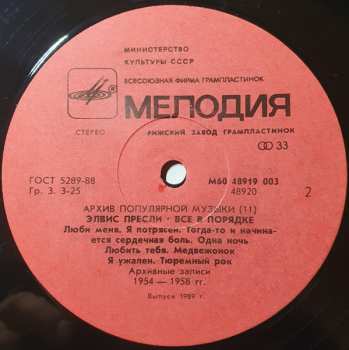 МИНИСТЕРСТВО
КУЛЬТУРЫ СССР
ВСЕСОЮЗНАЯ ФИРМА ГРАМПЛАСТИНОК
МЕЛОДИЯ
СТЕРЕО
РИЖСКИЙ ЗАВОД ГРАМПЛАСТИНОК
33
ГОСТ 5289-88
М60 48919 003
Гр. 3. 3-25
48920
2
АРХИВ ПОПУЛЯРНОЙ МУЗЫКИ (11)
ЭЛВИС ПРЕСЛИ · ВСЕ В ПОРЯДКЕ
Люби меня. Я потрясен. Тогда-то и начина-
ется сердечная боль. Одна ночь
Любить тебя. Медвежонок
Я ужален. Тюремный рок
Архивные записи
1954 — 1958 гг.
Выпуск 1989 г.